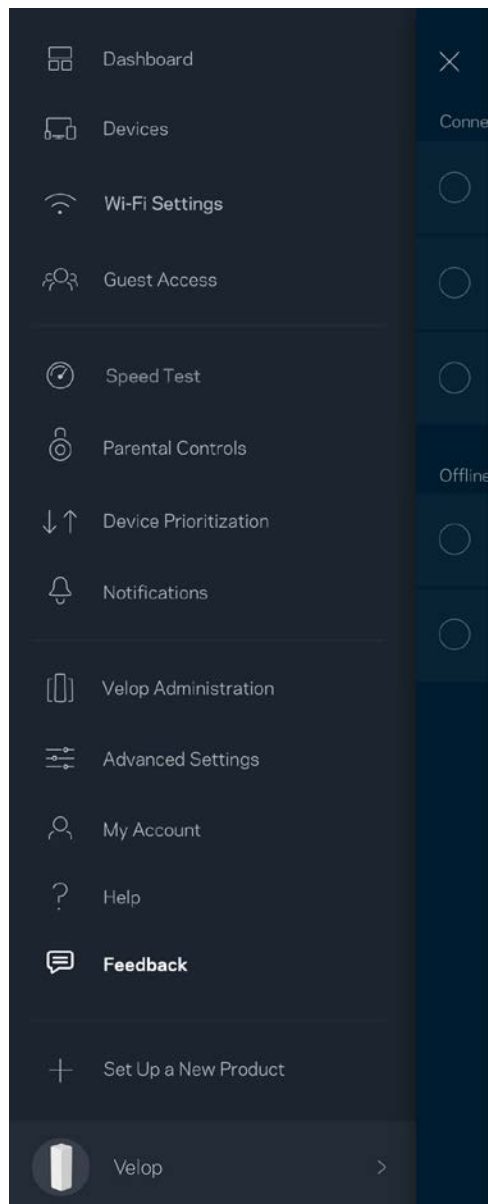 Dashboard
Devices
Conne
Wi-Fi Settings
Guest Access
Speed Test
Parental Controls
Offline
Device Prioritization
Notifications
Velop Administration
Advanced Settings
My Account
Help
Feedback
Set Up a New Product
Velop